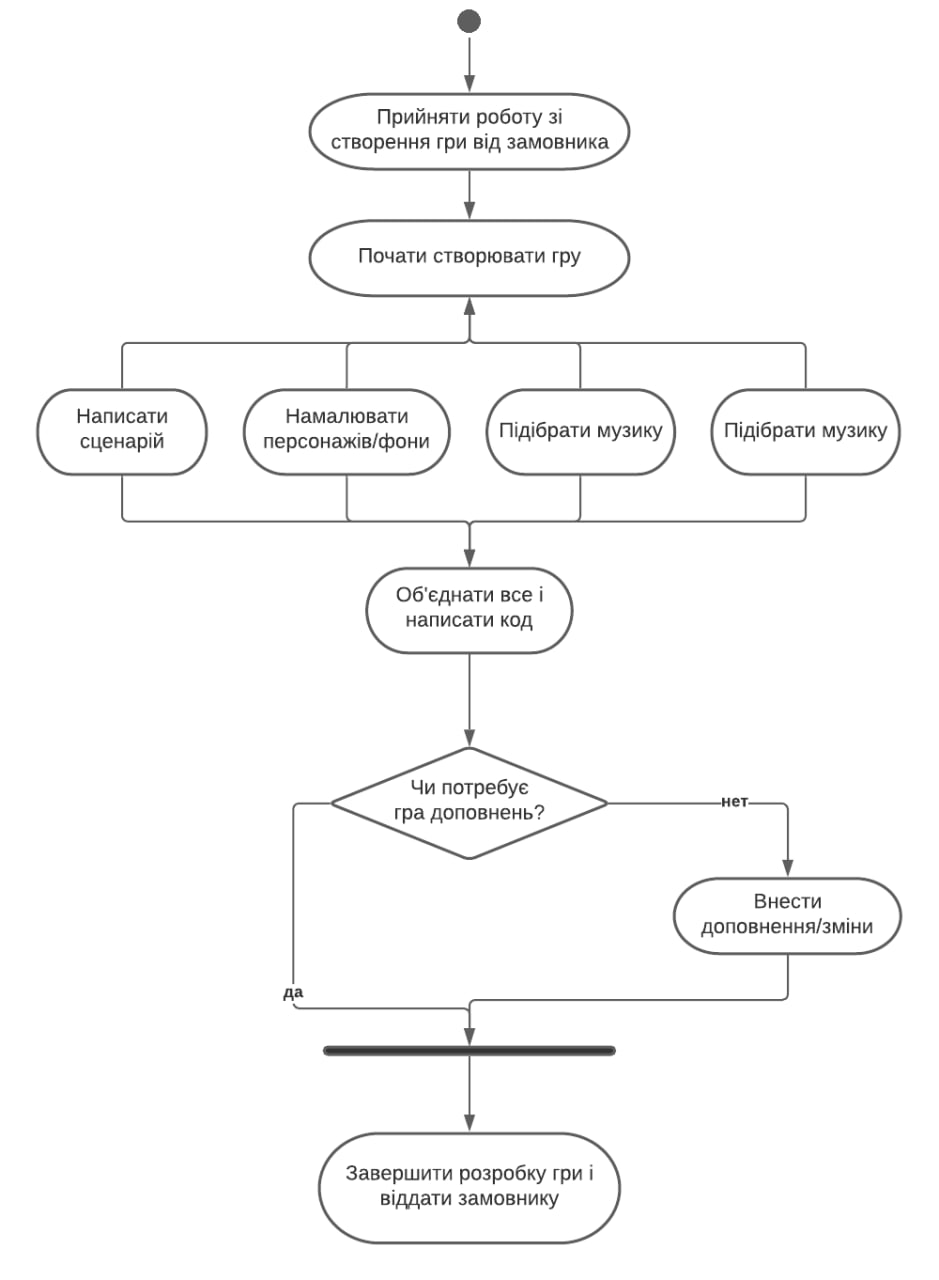 Прийняти роботу зі
створення гри від замовника
Почати створювати гру
Написати
сценарій
Намалювати
персонажів/фони
Підібрати музику
Підібрати музику
Об'єднати все і
написати код
Чи потребує
гра доповнень?
нет
Внести
доповнення/зміни
да
Завершити розробку гри і
віддати замовнику